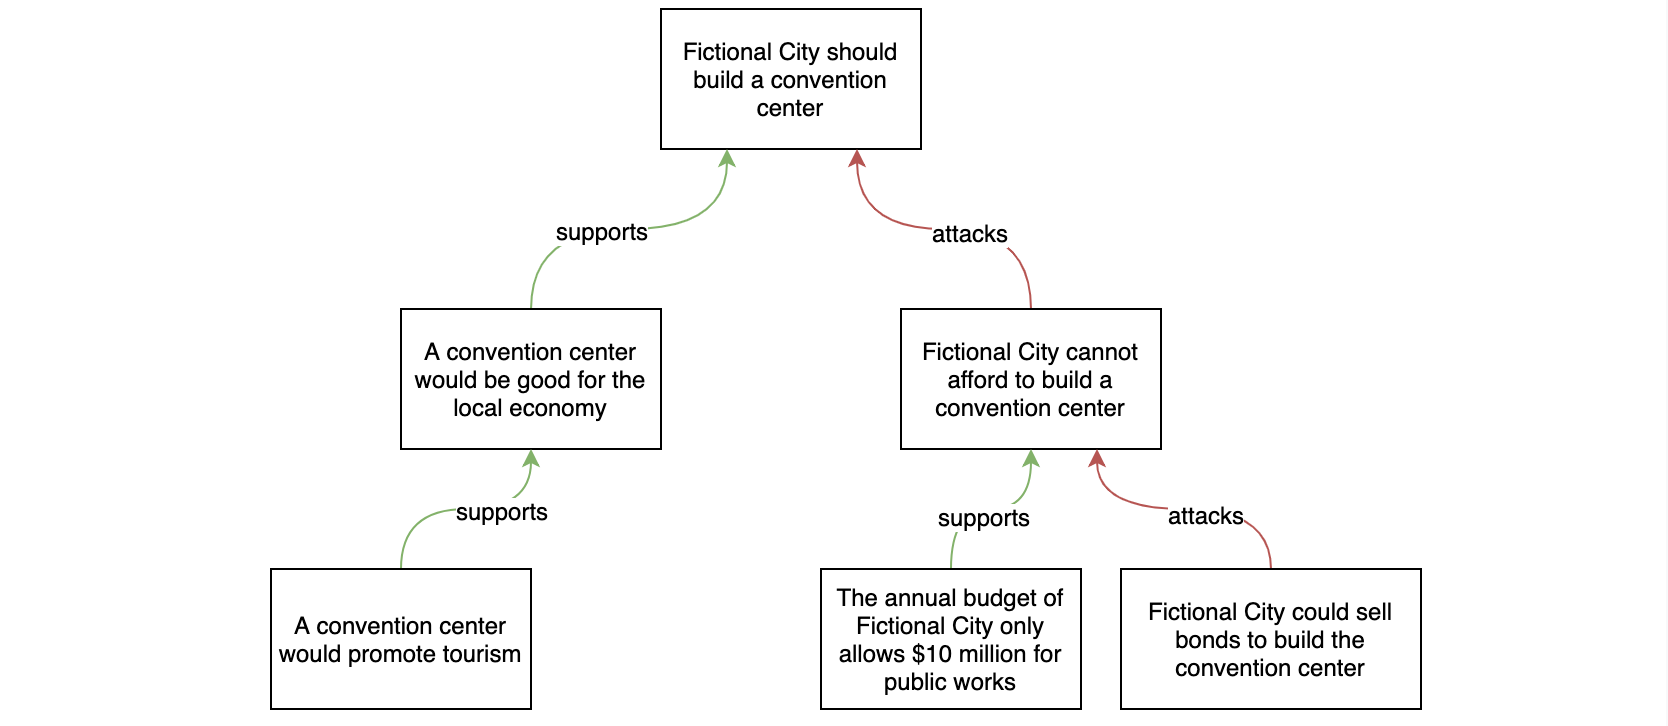 Fictional City should
build a convention
center
supports
attacks
A convention center
would be good for the
local economy
Fictional City cannot
afford to build a
convention center
supports
supports
attacks
A convention center
would promote tourism
The annual budget of
Fictional City only
allows $10 million for
public works
Fictional City could sell
bonds to build the
convention center